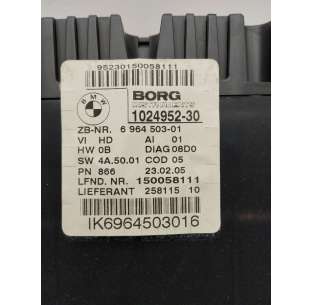 95230150058111
BMW
BORG
INSTRUMENTS
1024952-30
ZB-NR. 6 964 503-01
VI HD AI 01
HW 0B DIAG 08D0
SW 4A.50.01 COD 05
PN 866 23.02.05
LFND. NR. 150058111
LIEFERANT 258115 10
IK6964503016